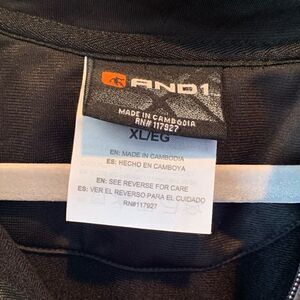 AND1
MADE IN CAMBODIA
RN# 117927
XL/EG
EN: MADE IN CAMBODIA
ES: HECHO EN CAMBOYA
EN: SEE REVERSE FOR CARE
ES: VER EL REVERSO PARA EL CUIDADO
RN#117927